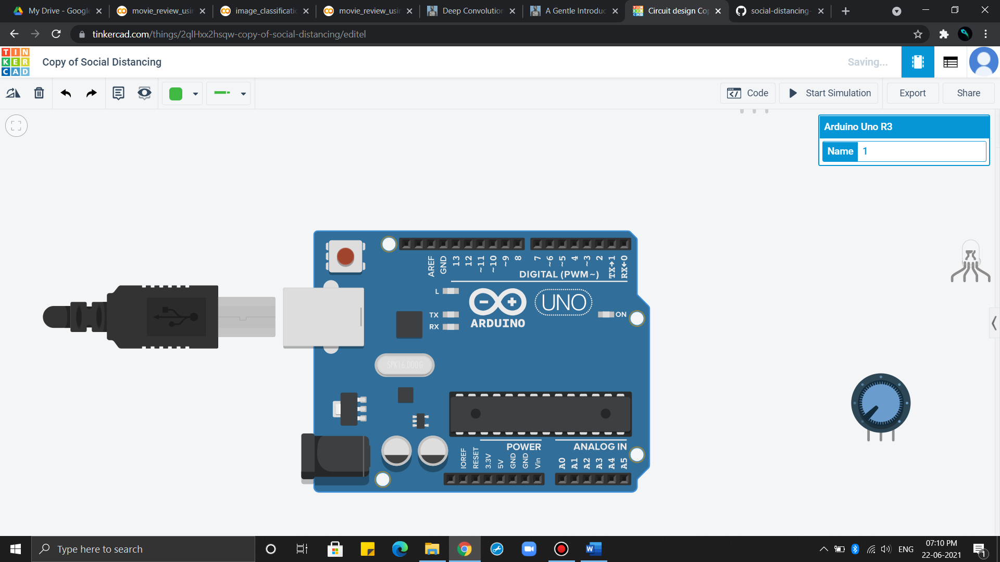 My Drive - Google
movie_review_usin
image_classificatio
movie_review_usin
Deep Convolution
A Gentle Introduc
Circuit design Co
social-distancing-
tinkercad.com/things/2qlHxx2hsqw-copy-of-social-distancing/editel
TIN
KER
CAD
Copy of Social Distancing
Saving...
Code
Start Simulation
Export
Share
Arduino Uno R3
Name 1
AREF
GND
13
12
~11
~10
~9
8
7
~6
~5
4
~3
2
TX→1
RX←0
DIGITAL (PWM~)
L
TX
RX
ARDUINO
UNO
ON
SPK16.000G
POWER
ANALOG IN
IOREF
RESET
3.3V
5V
GND
GND
Vin
A0
A1
A2
A3
A4
A5
Type here to search
ENG
07:10 PM
22-06-2021
1